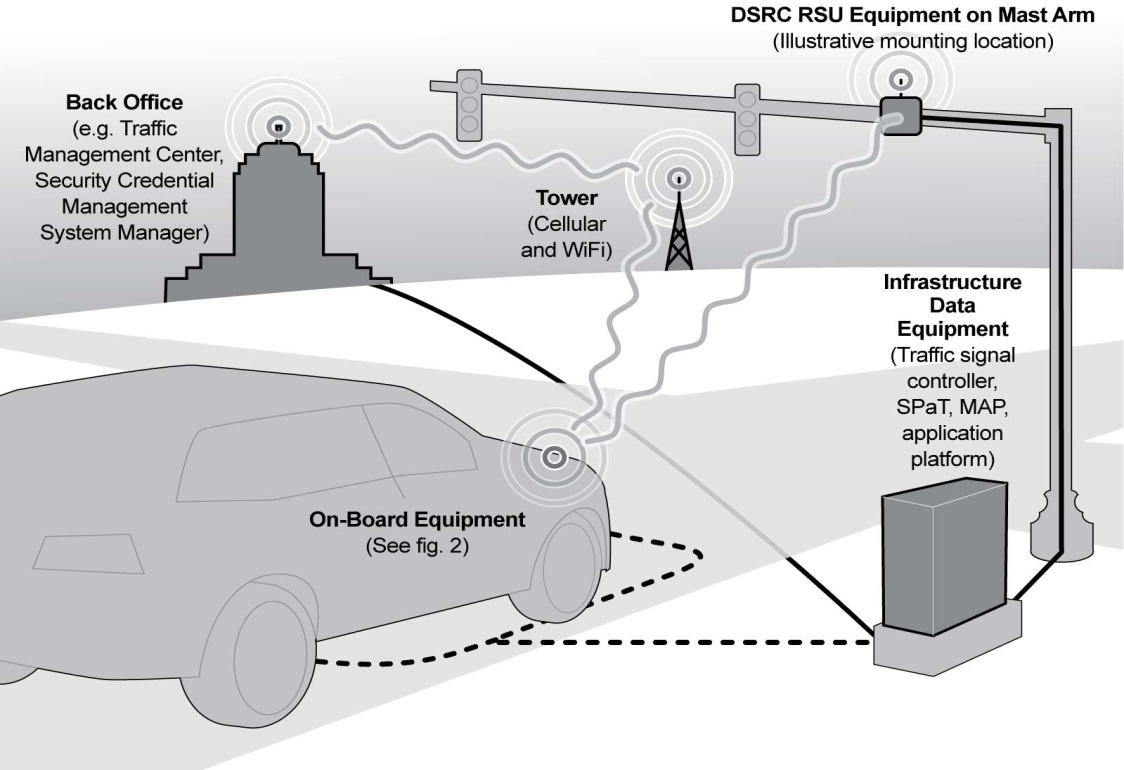 DSRC RSU Equipment on Mast Arm
(Illustrative mounting location)
Back Office
(e.g. Traffic
Management Center,
Security Credential
Management
System Manager)
Tower
(Cellular
and WiFi)
Infrastructure
Data
Equipment
(Traffic signal
controller,
SPaT, MAP,
application
platform)
On-Board Equipment
(See fig. 2)